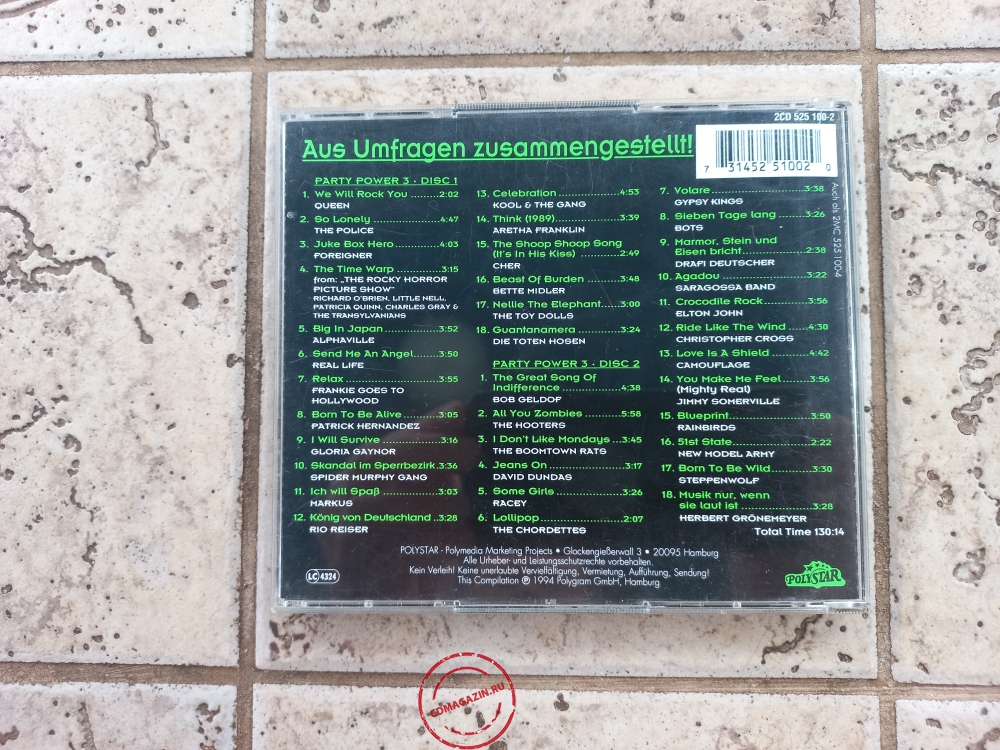 2CD 525 100-2
Aus Umfragen zusammengestellt!
7 31452 51002 0
Auch als 2MC 525 100-4
PARTY POWER 3 · DISC 1
1. We Will Rock You ........2:02
QUEEN
2. So Lonely ........4:47
THE POLICE
3. Juke Box Hero ........4:03
FOREIGNER
4. The Time Warp ........3:15
from: „THE ROCKY HORROR
PICTURE SHOW"
RICHARD O'BRIEN, LITTLE NELL,
PATRICIA QUINN, CHARLES GRAY &
THE TRANSYLVANIANS
5. Big In Japan ........3:52
ALPHAVILLE
6. Send Me An Angel........3:50
REAL LIFE
7. Relax ........3:55
FRANKIE GOES TO
HOLLYWOOD
8. Born To Be Alive ........3:05
PATRICK HERNANDEZ
9. I Will Survive ........3:16
GLORIA GAYNOR
10. Skandal im Sperrbezirk.3:36
SPIDER MURPHY GANG
11. Ich will Spaß ........3:03
MARKUS
12. König von Deutschland ..3:28
RIO REISER
13. Celebration ........4:53
KOOL & THE GANG
14. Think (1989)........3:39
ARETHA FRANKLIN
15. The Shoop Shoop Song
(It's In His Kiss) ........2:49
CHER
16. Beast Of Burden ........3:48
BETTE MIDLER
17. Nellie The Elephant....3:00
THE TOY DOLLS
18. Guantanamera ........3:24
DIE TOTEN HOSEN
PARTY POWER 3 · DISC 2
1. The Great Song Of
Indifference ........4:38
BOB GELDOF
2. All You Zombies ........5:58
THE HOOTERS
3. I Don't Like Mondays ...3:45
THE BOOMTOWN RATS
4. Jeans On ........3:17
DAVID DUNDAS
5. Some Girls ........3:26
RACEY
6. Lollipop........2:07
THE CHORDETTES
7. Volare........3:38
GYPSY KINGS
8. Sieben Tage lang ........3:26
BOTS
9. Marmor, Stein und
Eisen bricht........2:38
DRAFI DEUTSCHER
10. Agadou ........3:22
SARAGOSSA BAND
11. Crocodile Rock........3:56
ELTON JOHN
12. Ride Like The Wind .....4:30
CHRISTOPHER CROSS
13. Love Is A Shield ........4:42
CAMOUFLAGE
14. You Make Me Feel ........3:56
(Mighty Real)
JIMMY SOMERVILLE
15. Blueprint........3:50
RAINBIRDS
16. 51st State........2:22
NEW MODEL ARMY
17. Born To Be Wild........3:30
STEPPENWOLF
18. Musik nur, wenn
sie laut ist ........3:28
HERBERT GRÖNEMEYER
Total Time 130:14
POLYSTAR · Polymedia Marketing Projects • Glockengießerwall 3 • 20095 Hamburg
Alle Urheber- und Leistungsschutzrechte vorbehalten.
Kein Verleih! Keine unerlaubte Vervielfältigung, Vermietung, Aufführung, Sendung!
This Compilation ℗ 1994 Polygram GmbH, Hamburg
LC 4324
POLYSTAR
CDMAGAZIN.RU